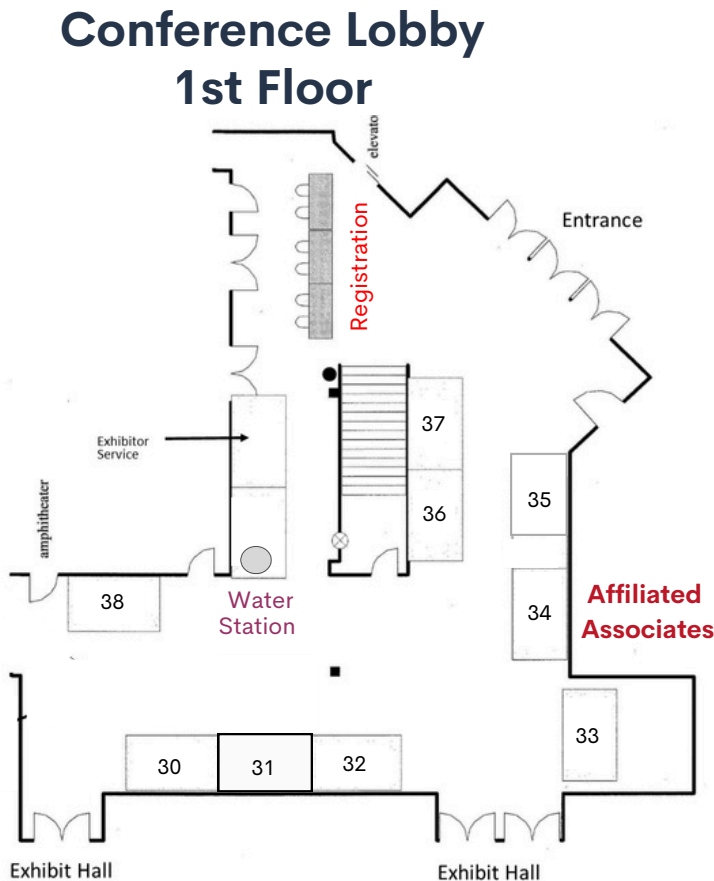 Conference Lobby
1st Floor
elevato
Entrance
Registration
37
Exhibitor
Service
36
35
amphitheater
38
Water
Station
34
Affiliated
Associates
33
30
31
32
Exhibit Hall
Exhibit Hall